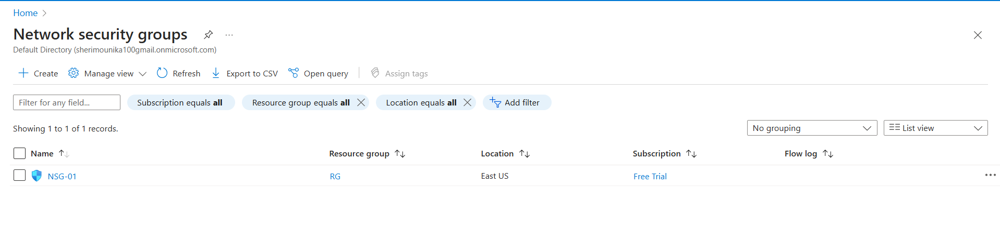 Home
Network security groups
Default Directory (sherimounika100gmail.onmicrosoft.com)
Create Manage view Refresh Export to CSV Open query Assign tags
Filter for any field... Subscription equals all Resource group equals all Location equals all Add filter
Showing 1 to 1 of 1 records. No grouping List view
Name Resource group Location Subscription Flow log
NSG-01 RG East US Free Trial